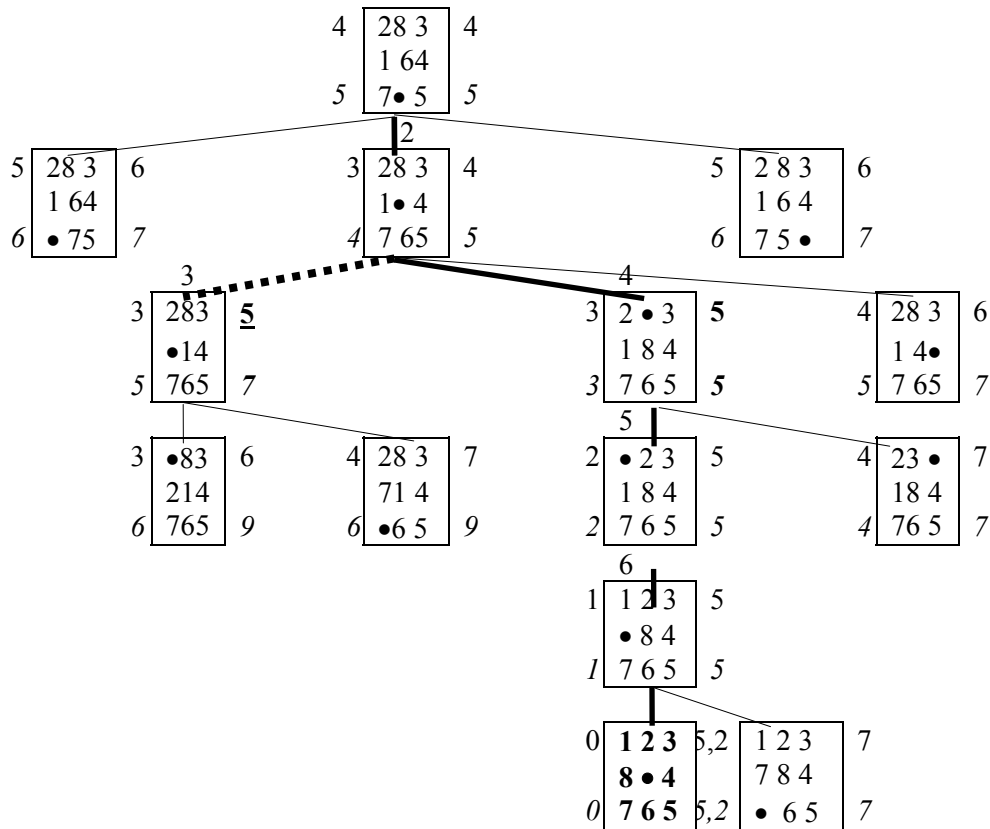 4 28 3 4
1 64
5 7● 5 5
2
5 28 3 6 3 28 3 4 5 2 8 3 6
1 64 1● 4 1 6 4
6 ● 75 7 4 7 65 5 6 7 5 ● 7
3 4
3 283 5 3 2 ● 3 5 4 28 3 6
●14 1 8 4 1 4●
5 765 7 3 7 6 5 5 5 7 65 7
5
3 ●83 6 4 28 3 7 2 ● 2 3 5 4 23 ● 7
214 71 4 1 8 4 18 4
6 765 9 6 ●6 5 9 2 7 6 5 5 4 76 5 7
6
1 1 2 3 5
● 8 4
1 7 6 5 5
0 1 2 3 5,2 1 2 3 7
8 ● 4 7 8 4
0 7 6 5 5,2 ● 6 5 7